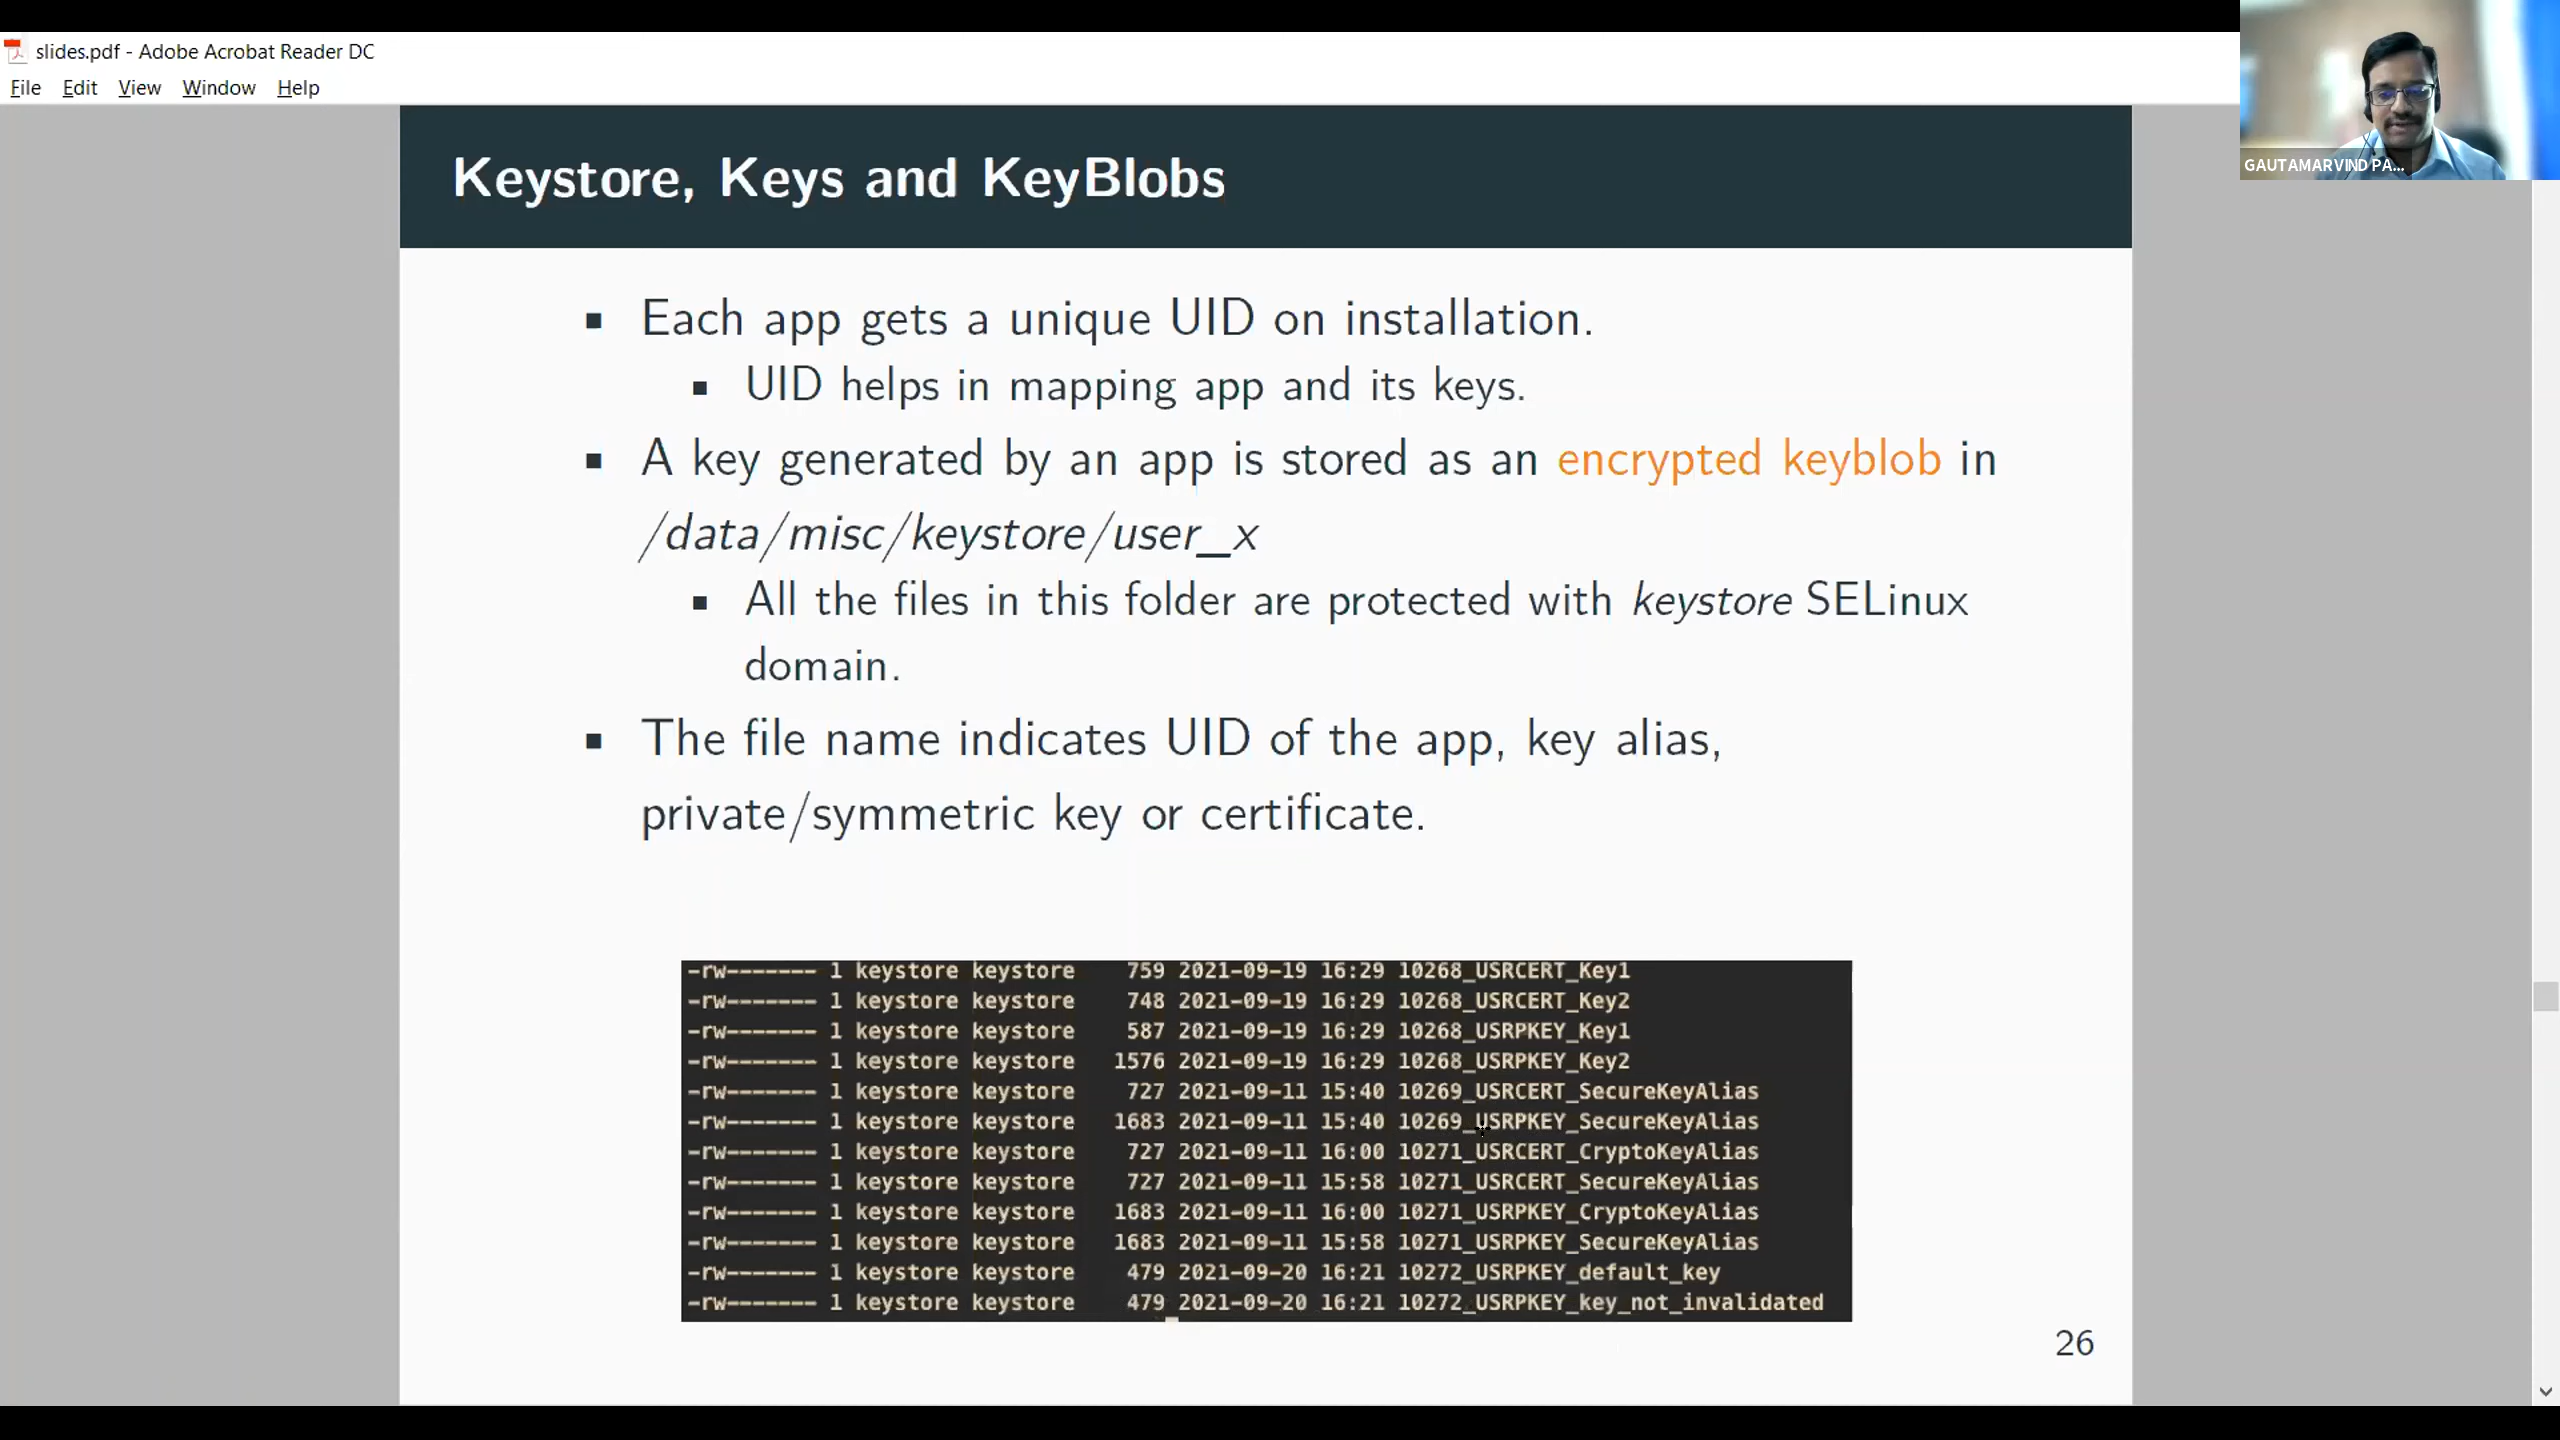 slides.pdf - Adobe Acrobat Reader DC
File Edit View Window Help
GAUTAMARVIND PA...
Keystore, Keys and KeyBlobs
▪ Each app gets a unique UID on installation.
▪ UID helps in mapping app and its keys.
▪ A key generated by an app is stored as an encrypted keyblob in
/data/misc/keystore/user_x
▪ All the files in this folder are protected with keystore SELinux
domain.
▪ The file name indicates UID of the app, key alias,
private/symmetric key or certificate.
-rw------- 1 keystore keystore 759 2021-09-19 16:29 10268_USRCERT_Key1
-rw------- 1 keystore keystore 748 2021-09-19 16:29 10268_USRCERT_Key2
-rw------- 1 keystore keystore 587 2021-09-19 16:29 10268_USRPKEY_Key1
-rw------- 1 keystore keystore 1576 2021-09-19 16:29 10268_USRPKEY_Key2
-rw------- 1 keystore keystore 727 2021-09-11 15:40 10269_USRCERT_SecureKeyAlias
-rw------- 1 keystore keystore 1683 2021-09-11 15:40 10269_USRPKEY_SecureKeyAlias
-rw------- 1 keystore keystore 727 2021-09-11 16:00 10271_USRCERT_CryptoKeyAlias
-rw------- 1 keystore keystore 727 2021-09-11 15:58 10271_USRCERT_SecureKeyAlias
-rw------- 1 keystore keystore 1683 2021-09-11 16:00 10271_USRPKEY_CryptoKeyAlias
-rw------- 1 keystore keystore 1683 2021-09-11 15:58 10271_USRPKEY_SecureKeyAlias
-rw------- 1 keystore keystore 479 2021-09-20 16:21 10272_USRPKEY_default_key
-rw------- 1 keystore keystore 479 2021-09-20 16:21 10272_USRPKEY_key_not_invalidated
26